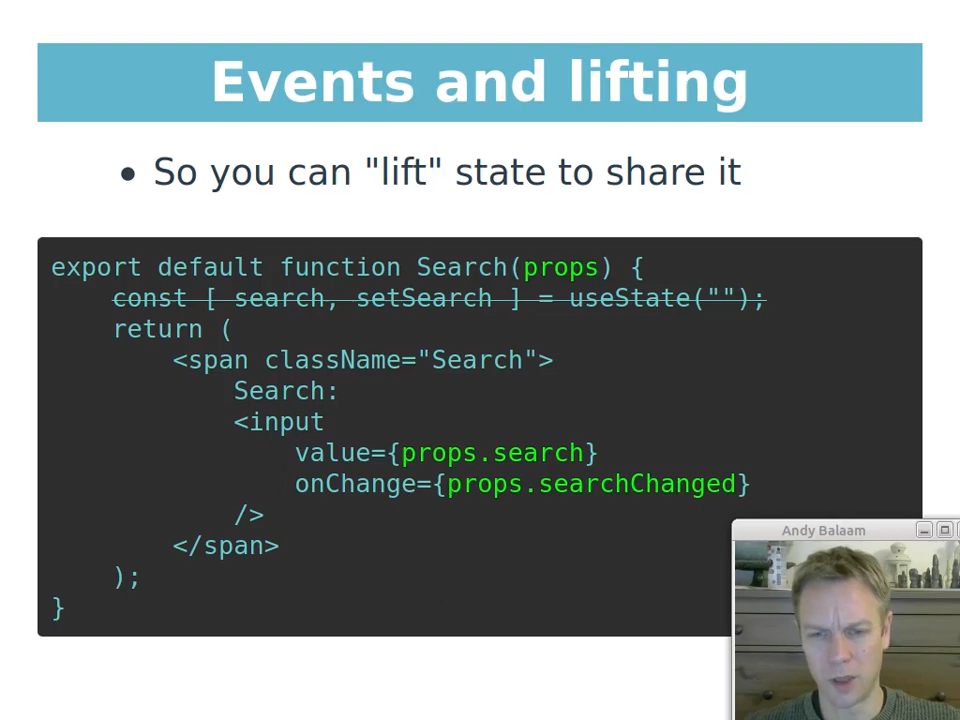 Events and lifting
• So you can "lift" state to share it
export default function Search(props) {
    const [ search, setSearch ] = useState("");
    return (
        <span className="Search">
            Search:
            <input
                value={props.search}
                onChange={props.searchChanged}
            />
        </span>
    );
}
Andy Balaam